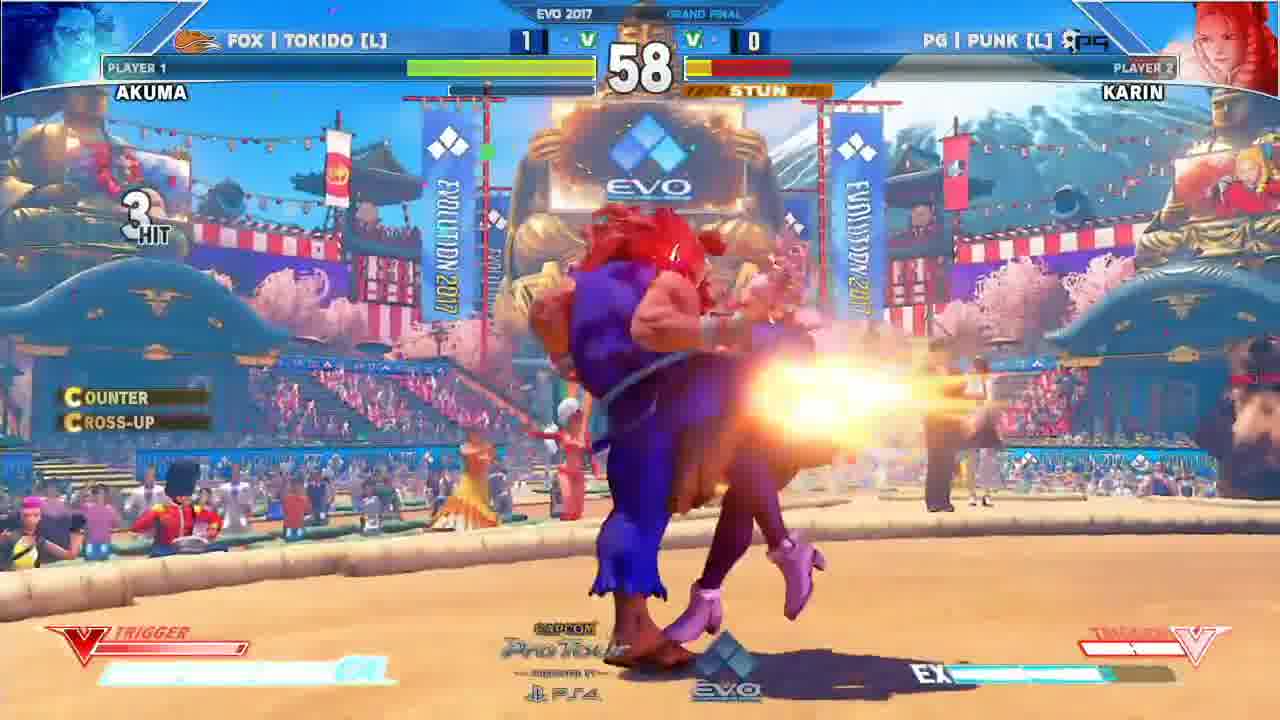 EVO 2017 GRAND FINAL
FOX | TOKIDO [L] 1 V 58 V 0 PG | PUNK [L] PG
PLAYER 1 PLAYER 2
AKUMA STUN KARIN
EVO
EVOLUTION 2017
EVOLUTION 2017
3 HIT
COUNTER
CROSS-UP
V TRIGGER
V
CAPCOM
Pro Tour
PS4
EVO
EX